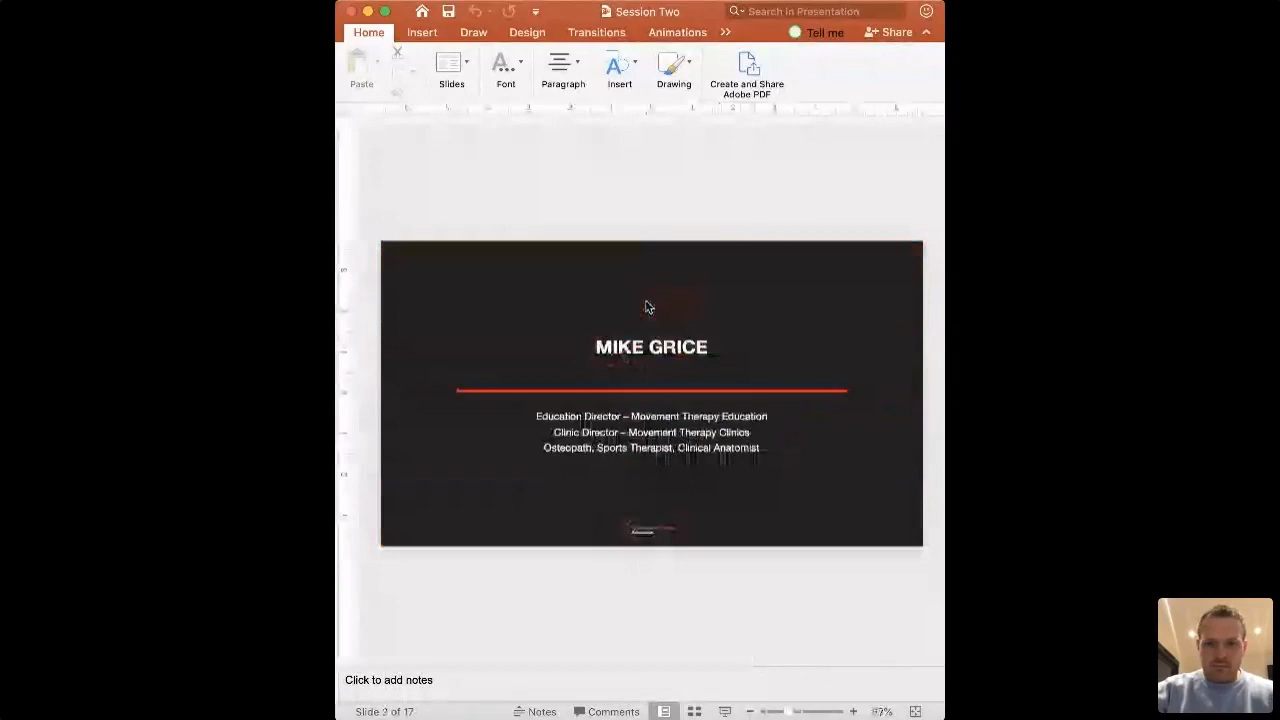 Session Two
Search in Presentation
Home Insert Draw Design Transitions Animations Tell me Share
Paste Slides Font Paragraph Insert Drawing Create and Share
Adobe PDF
MIKE GRICE
Education Director – Movement Therapy Education
Clinic Director – Movement Therapy Clinics
Osteopath, Sports Therapist, Clinical Anatomist
Click to add notes
Slide 2 of 17 Notes Comments